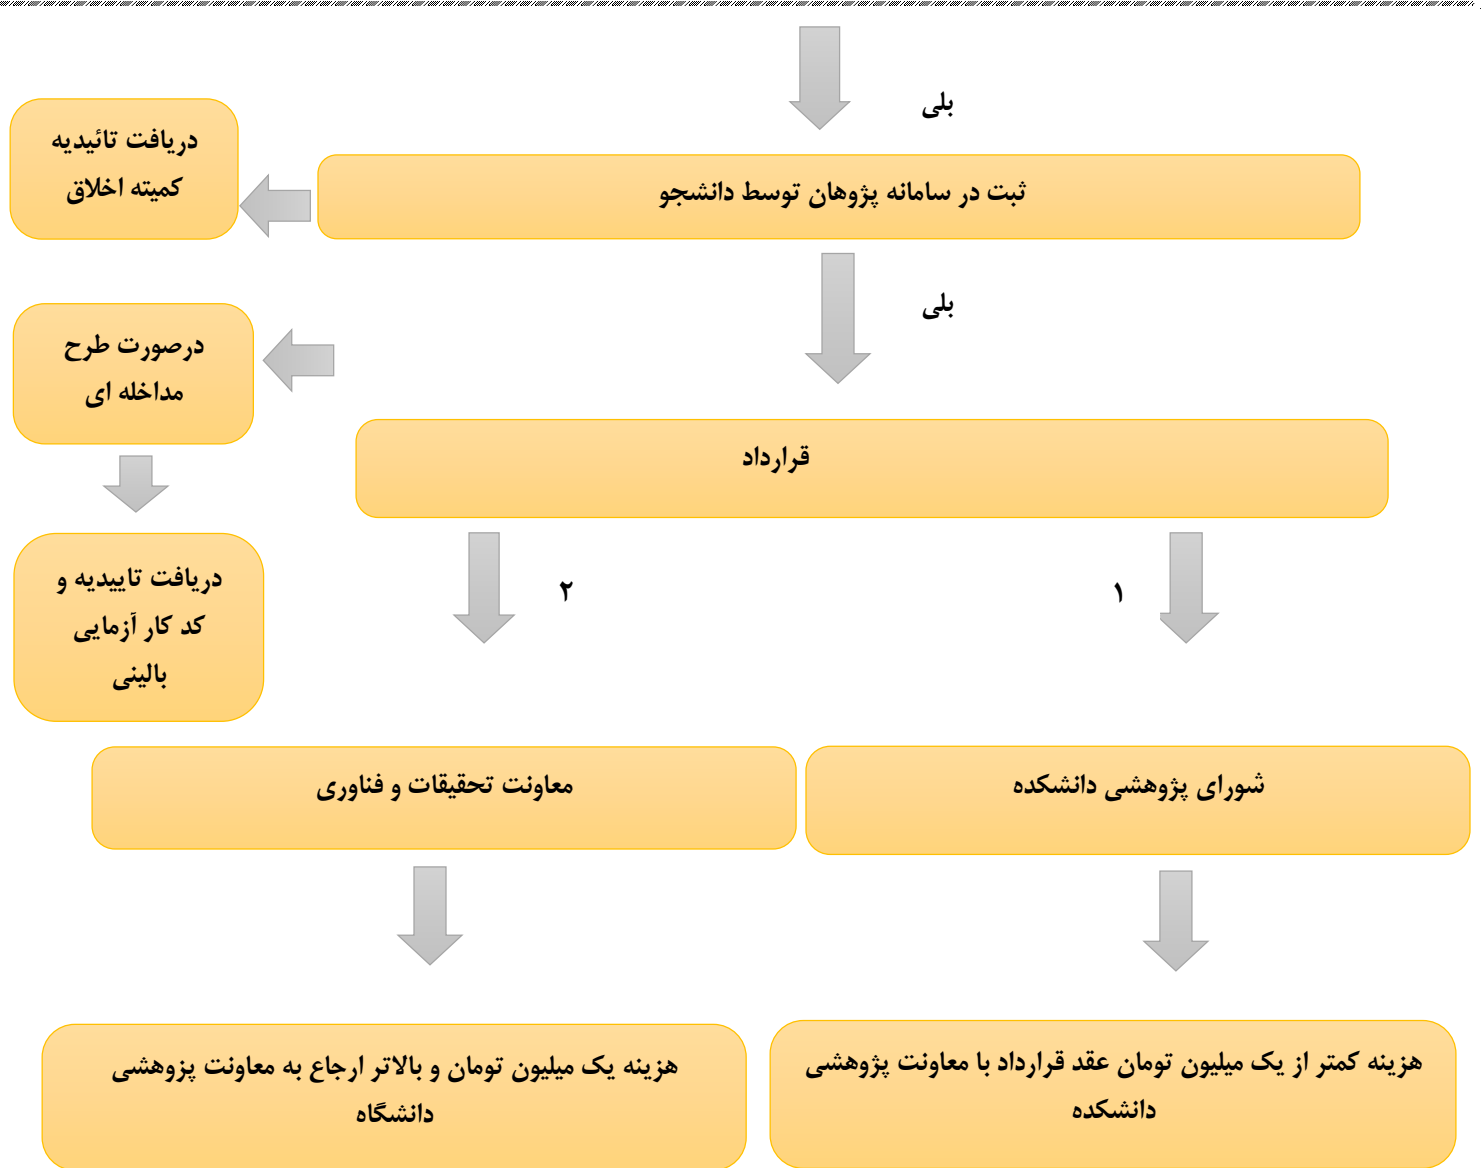 بلی
دریافت تائیدیه
کمیته اخلاق
ثبت در سامانه پژوهان توسط دانشجو
بلی
درصورت طرح
مداخله ای
قرارداد
دریافت تاییدیه و
کد کار آزمایی
بالینی
۱
۲
شورای پژوهشی دانشکده
معاونت تحقیقات و فناوری
هزینه کمتر از یک میلیون تومان عقد قرارداد با معاونت پژوهشی
دانشکده
هزینه یک میلیون تومان و بالاتر ارجاع به معاونت پزوهشی
دانشگاه